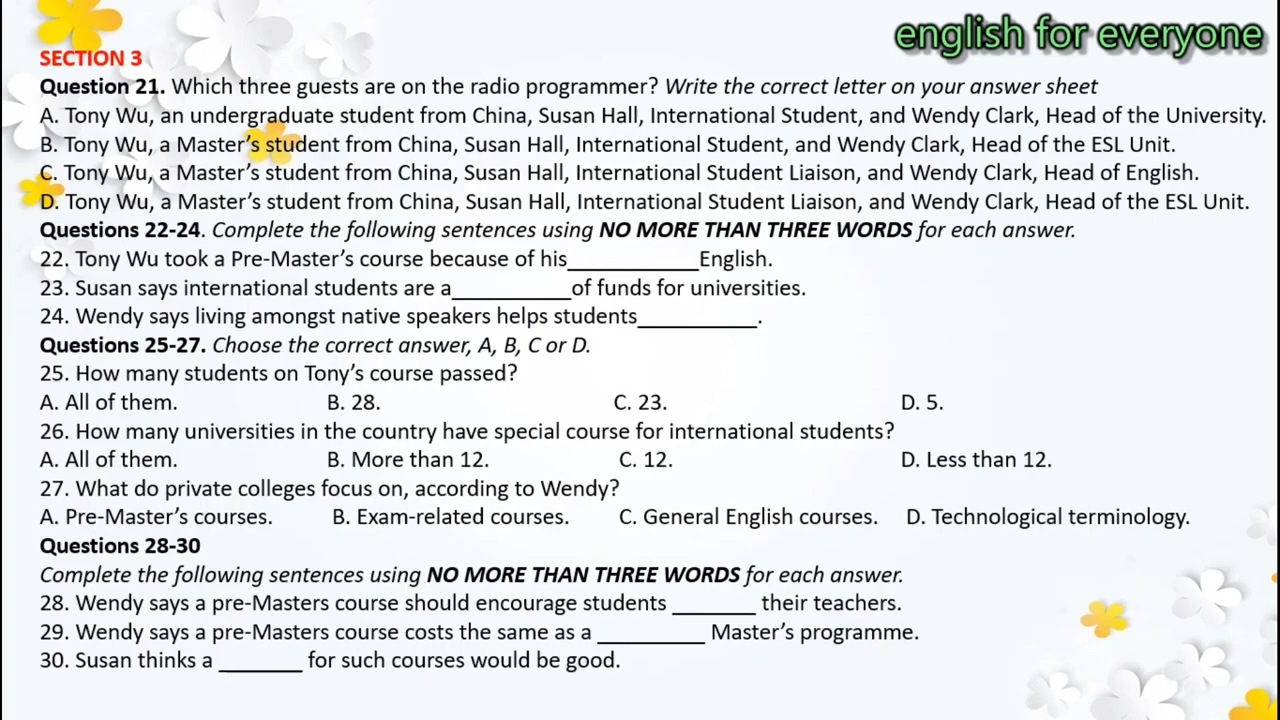 english for everyone
SECTION 3
Question 21. Which three guests are on the radio programmer? Write the correct letter on your answer sheet
A. Tony Wu, an undergraduate student from China, Susan Hall, International Student, and Wendy Clark, Head of the University.
B. Tony Wu, a Master’s student from China, Susan Hall, International Student, and Wendy Clark, Head of the ESL Unit.
C. Tony Wu, a Master’s student from China, Susan Hall, International Student Liaison, and Wendy Clark, Head of English.
D. Tony Wu, a Master’s student from China, Susan Hall, International Student Liaison, and Wendy Clark, Head of the ESL Unit.
Questions 22-24. Complete the following sentences using NO MORE THAN THREE WORDS for each answer.
22. Tony Wu took a Pre-Master’s course because of his___________English.
23. Susan says international students are a__________of funds for universities.
24. Wendy says living amongst native speakers helps students__________.
Questions 25-27. Choose the correct answer, A, B, C or D.
25. How many students on Tony’s course passed?
A. All of them. B. 28. C. 23. D. 5.
26. How many universities in the country have special course for international students?
A. All of them. B. More than 12. C. 12. D. Less than 12.
27. What do private colleges focus on, according to Wendy?
A. Pre-Master’s courses. B. Exam-related courses. C. General English courses. D. Technological terminology.
Questions 28-30
Complete the following sentences using NO MORE THAN THREE WORDS for each answer.
28. Wendy says a pre-Masters course should encourage students _______ their teachers.
29. Wendy says a pre-Masters course costs the same as a _________ Master’s programme.
30. Susan thinks a _______ for such courses would be good.